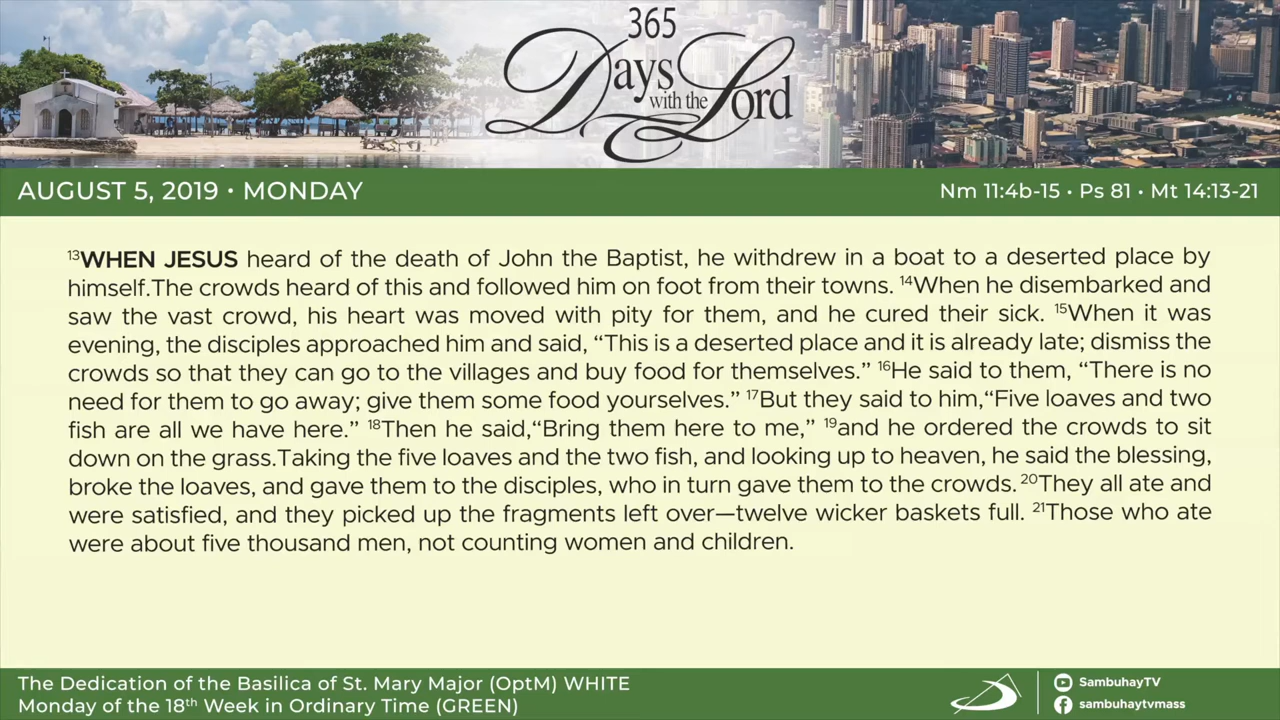 365
Days
with the
Lord
AUGUST 5, 2019 • MONDAY
Nm 11:4b-15 • Ps 81 • Mt 14:13-21
¹³WHEN JESUS heard of the death of John the Baptist, he withdrew in a boat to a deserted place by
himself.The crowds heard of this and followed him on foot from their towns. ¹⁴When he disembarked and
saw the vast crowd, his heart was moved with pity for them, and he cured their sick. ¹⁵When it was
evening, the disciples approached him and said, “This is a deserted place and it is already late; dismiss the
crowds so that they can go to the villages and buy food for themselves.” ¹⁶He said to them, “There is no
need for them to go away; give them some food yourselves.” ¹⁷But they said to him,“Five loaves and two
fish are all we have here.” ¹⁸Then he said,“Bring them here to me,” ¹⁹and he ordered the crowds to sit
down on the grass.Taking the five loaves and the two fish, and looking up to heaven, he said the blessing,
broke the loaves, and gave them to the disciples, who in turn gave them to the crowds. ²⁰They all ate and
were satisfied, and they picked up the fragments left over—twelve wicker baskets full. ²¹Those who ate
were about five thousand men, not counting women and children.
The Dedication of the Basilica of St. Mary Major (OptM) WHITE
Monday of the 18th Week in Ordinary Time (GREEN)
SambuhayTV
sambuhaytvmass